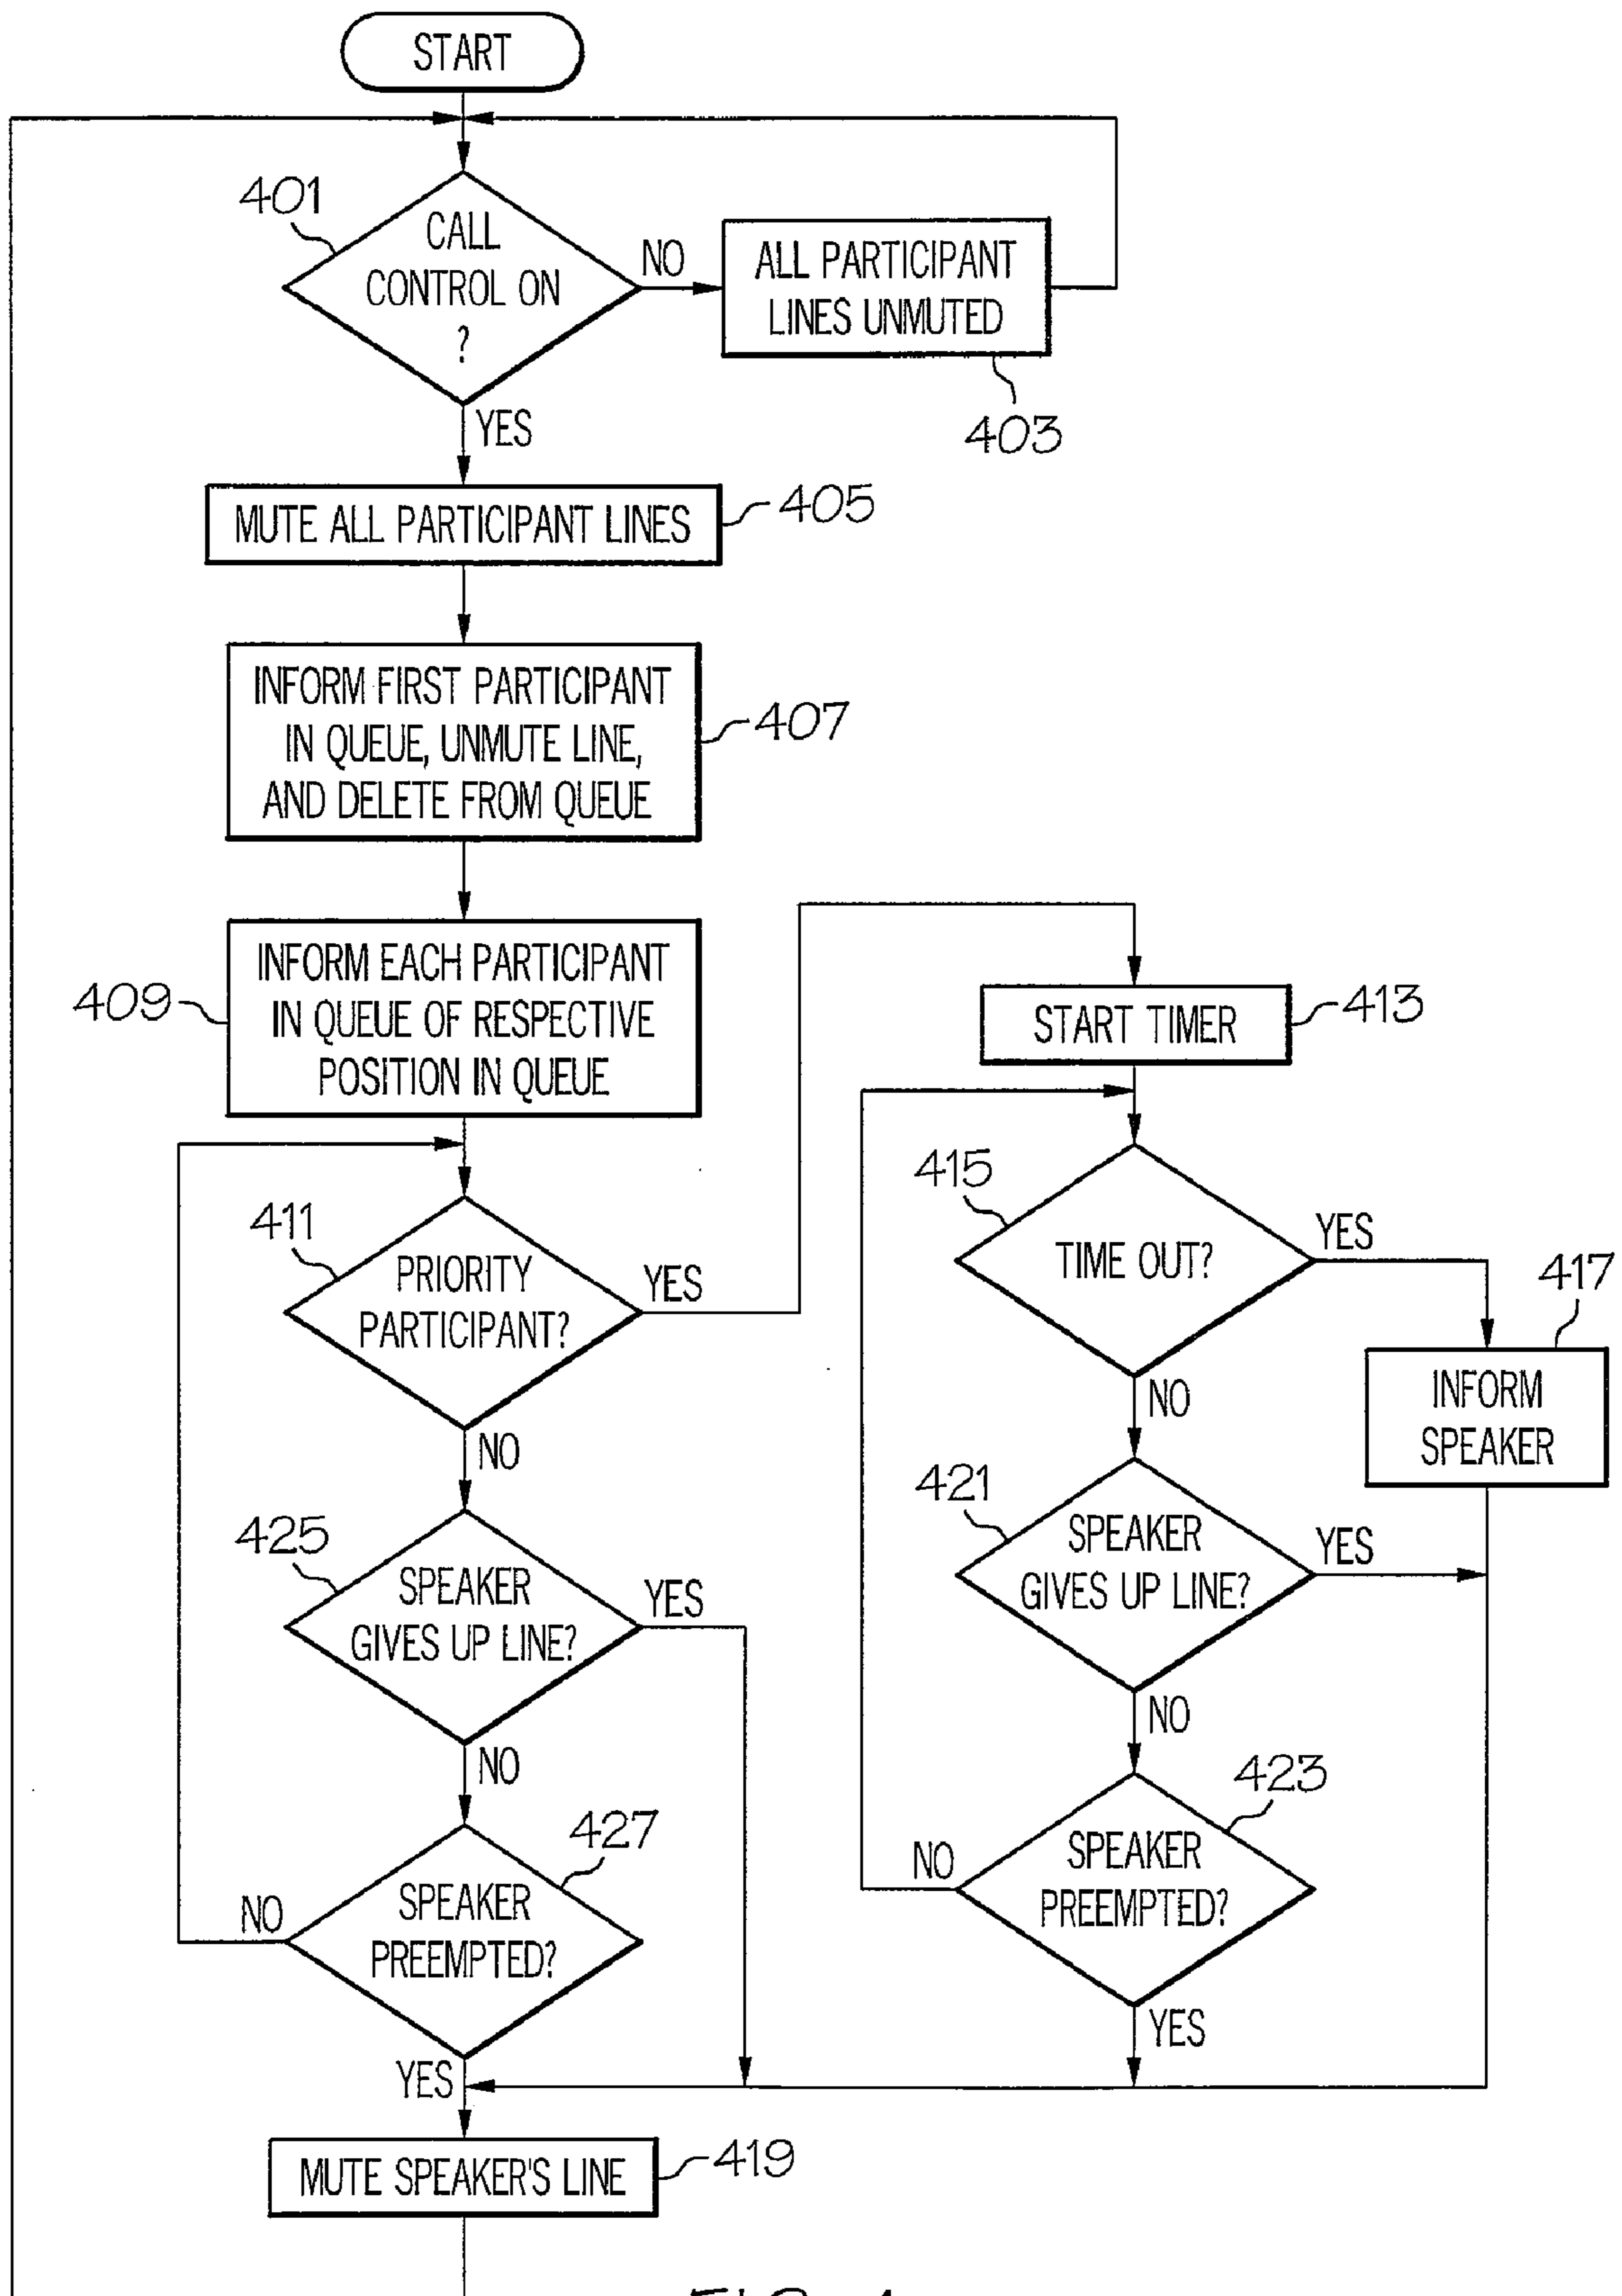 START
401
CALL
CONTROL ON
?
NO
ALL PARTICIPANT
LINES UNMUTED
403
YES
MUTE ALL PARTICIPANT LINES
405
INFORM FIRST PARTICIPANT
IN QUEUE, UNMUTE LINE,
AND DELETE FROM QUEUE
407
409
INFORM EACH PARTICIPANT
IN QUEUE OF RESPECTIVE
POSITION IN QUEUE
START TIMER
413
411
PRIORITY
PARTICIPANT?
YES
NO
415
TIME OUT?
YES
NO
417
INFORM
SPEAKER
425
SPEAKER
GIVES UP LINE?
YES
NO
421
SPEAKER
GIVES UP LINE?
YES
NO
427
SPEAKER
PREEMPTED?
NO
YES
423
SPEAKER
PREEMPTED?
NO
YES
MUTE SPEAKER'S LINE
419